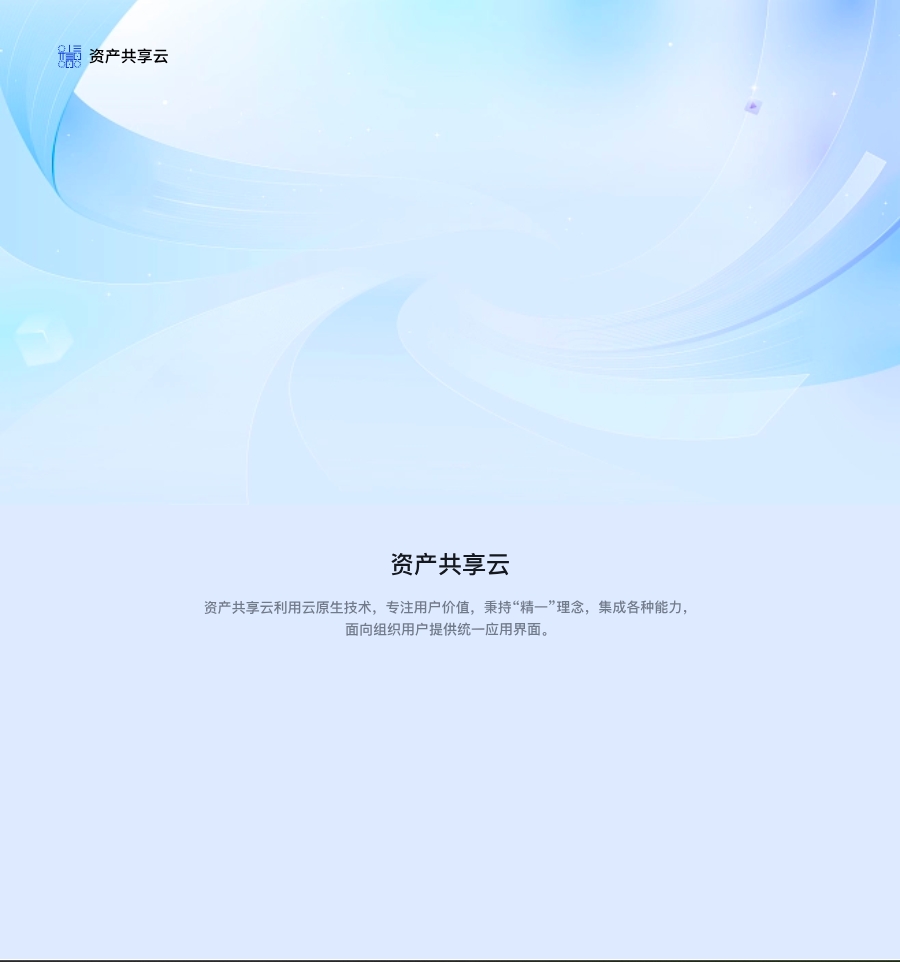 资产共享云
资产共享云
资产共享云利用云原生技术，专注用户价值，秉持“精一”理念，集成各种能力，
面向组织用户提供统一应用界面。